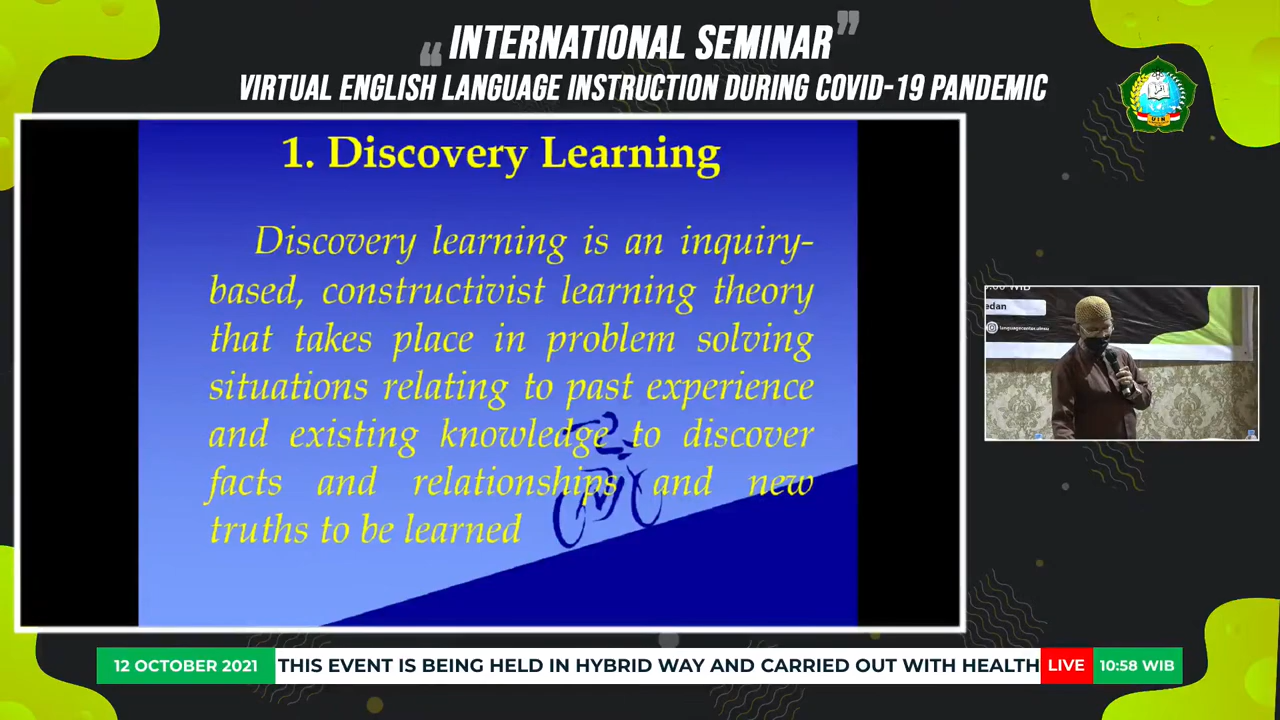 “ INTERNATIONAL SEMINAR ”
VIRTUAL ENGLISH LANGUAGE INSTRUCTION DURING COVID-19 PANDEMIC
UIN
1. Discovery Learning
Discovery learning is an inquiry-
based, constructivist learning theory
that takes place in problem solving
situations relating to past experience
and existing knowledge to discover
facts and relationships and new
truths to be learned
WIB
edan
12 OCTOBER 2021
THIS EVENT IS BEING HELD IN HYBRID WAY AND CARRIED OUT WITH HEALTH
LIVE
10:58 WIB